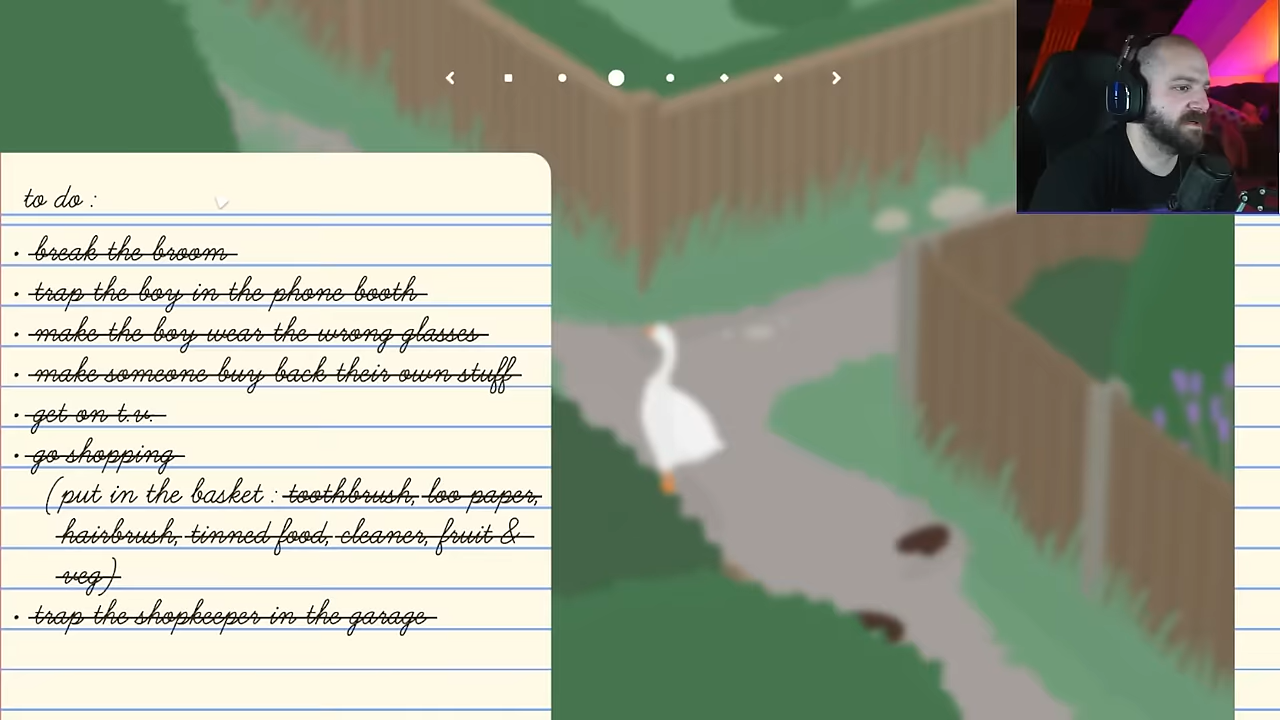 to do :
• break the broom
• trap the boy in the phone booth
• make the boy wear the wrong glasses
• make someone buy back their own stuff
• get on t.v.
• go shopping
(put in the basket : toothbrush, loo paper,
hairbrush, tinned food, cleaner, fruit &
veg)
• trap the shopkeeper in the garage